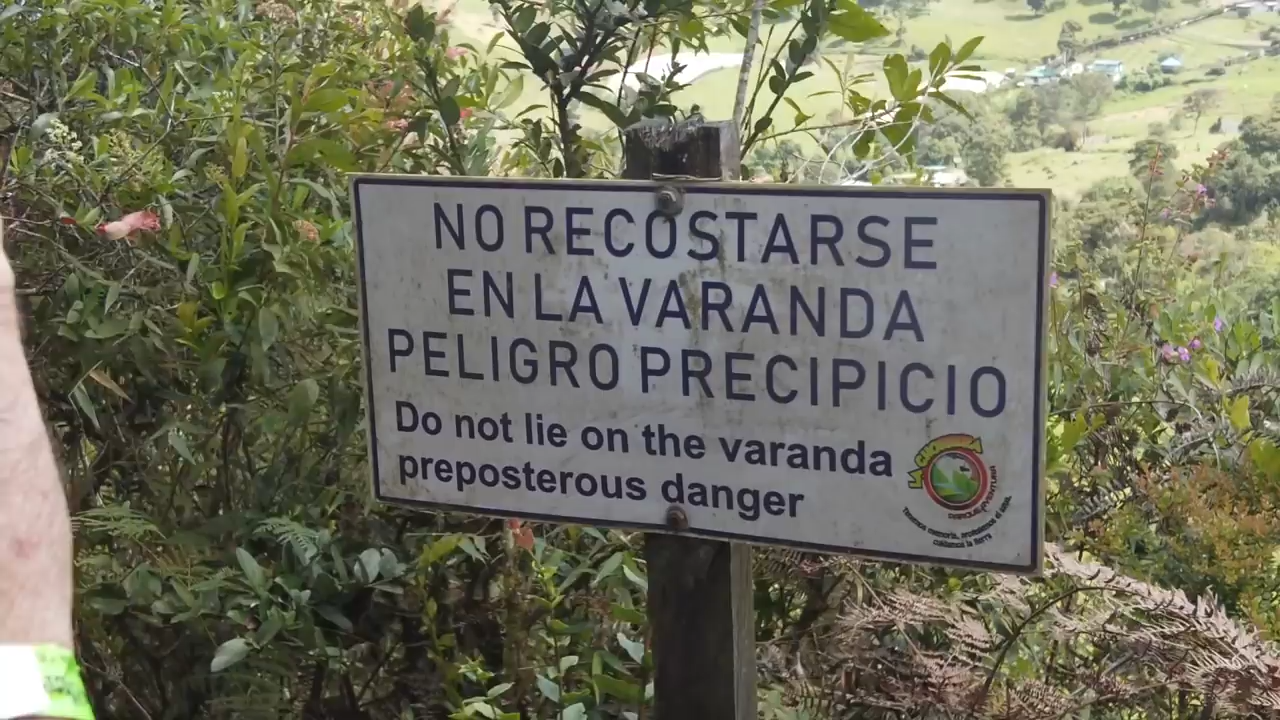 NO RECOSTARSE
EN LA VARANDA
PELIGRO PRECIPICIO
Do not lie on the varanda
preposterous danger